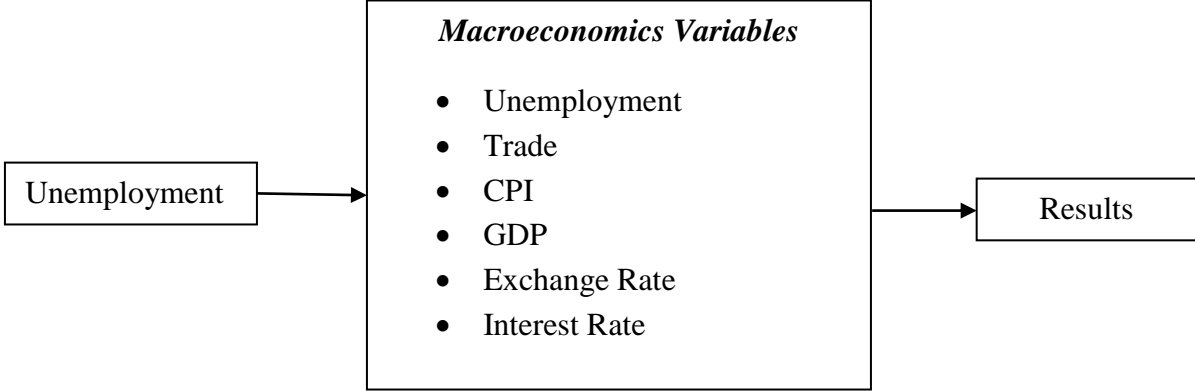 Macroeconomics Variables
• Unemployment
• Trade
Unemployment
• CPI
Results
• GDP
• Exchange Rate
• Interest Rate